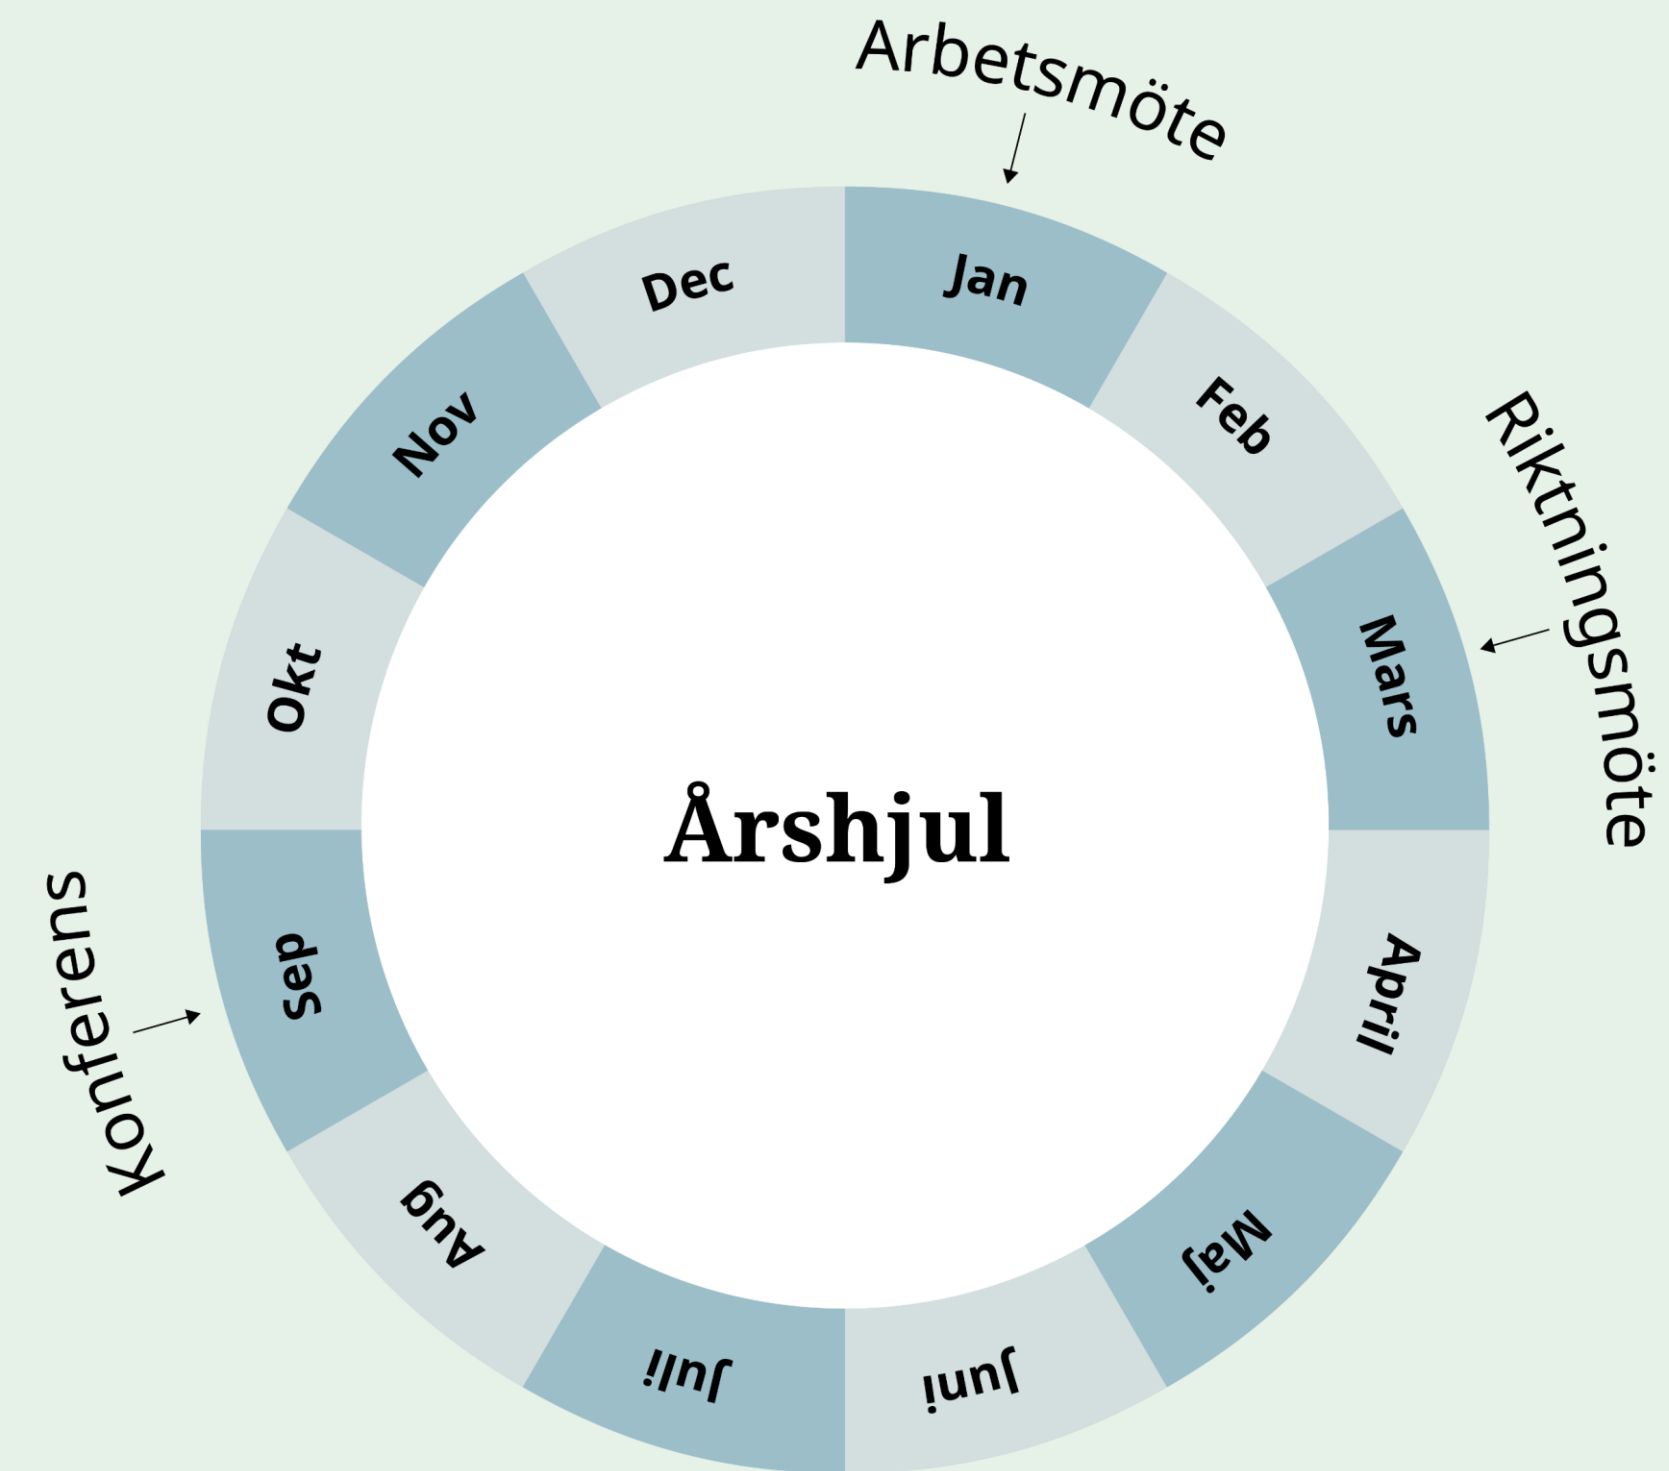 Arbetsmöte
Jan
Feb
Riktningsmöte
Mars
April
Maj
Juni
Juli
Aug
Konferens
Sep
Okt
Nov
Dec
Årshjul